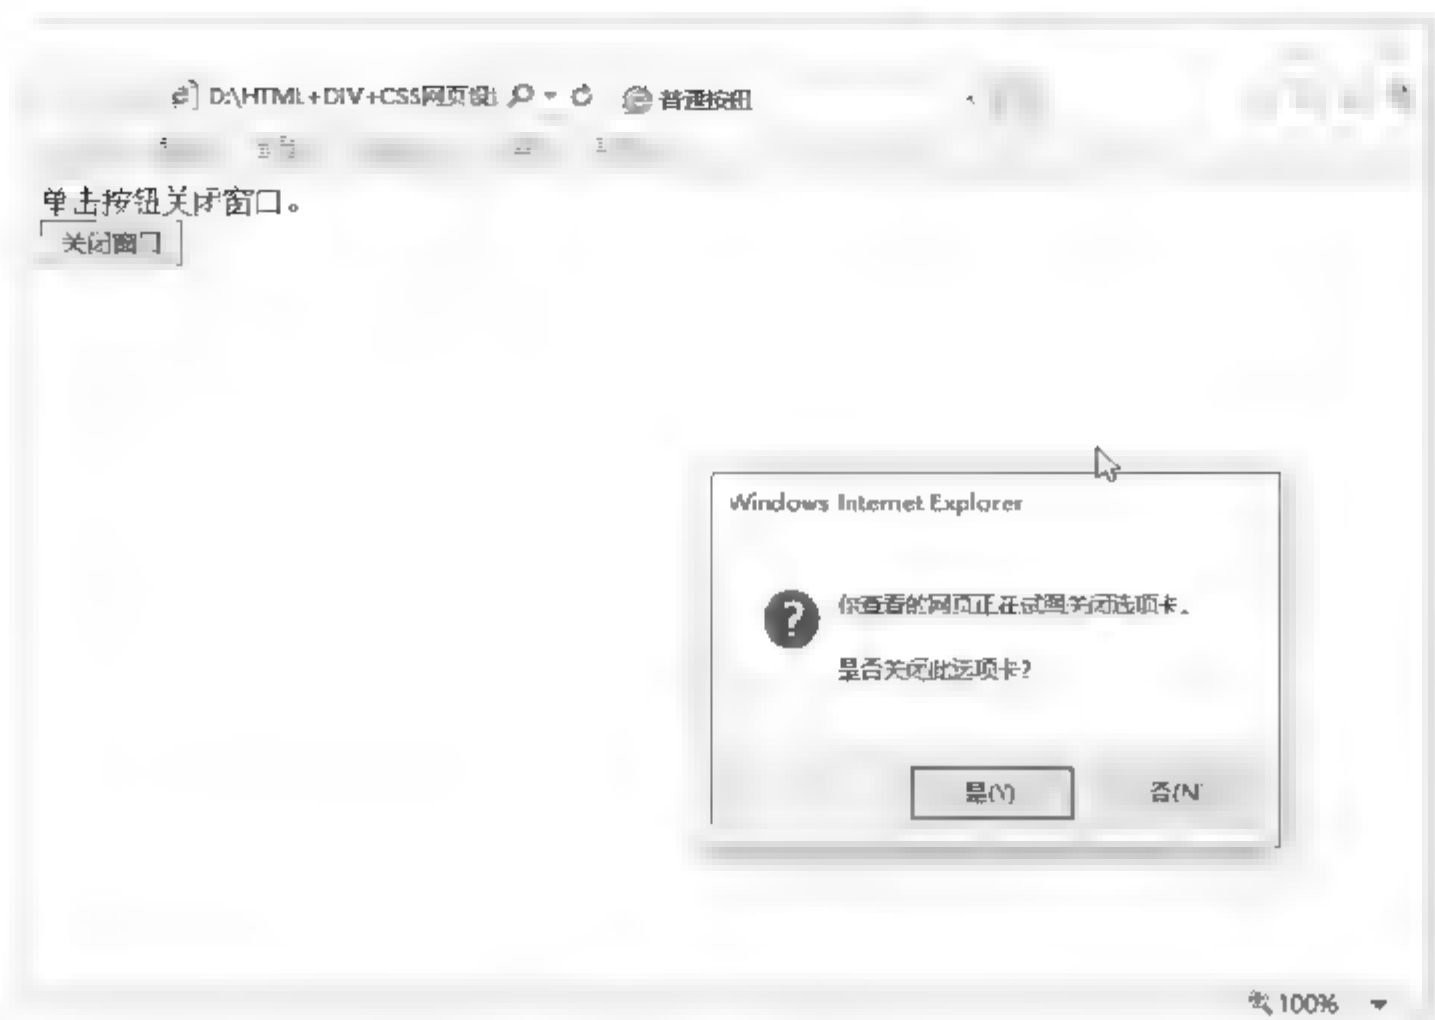 D:\HTML+DIV+CSS网页设 普通按钮
单击按钮关闭窗口。
关闭窗口
Windows Internet Explorer
你查看的网页正在试图关闭选项卡。
是否关闭此选项卡?
是(Y) 否(N
100%